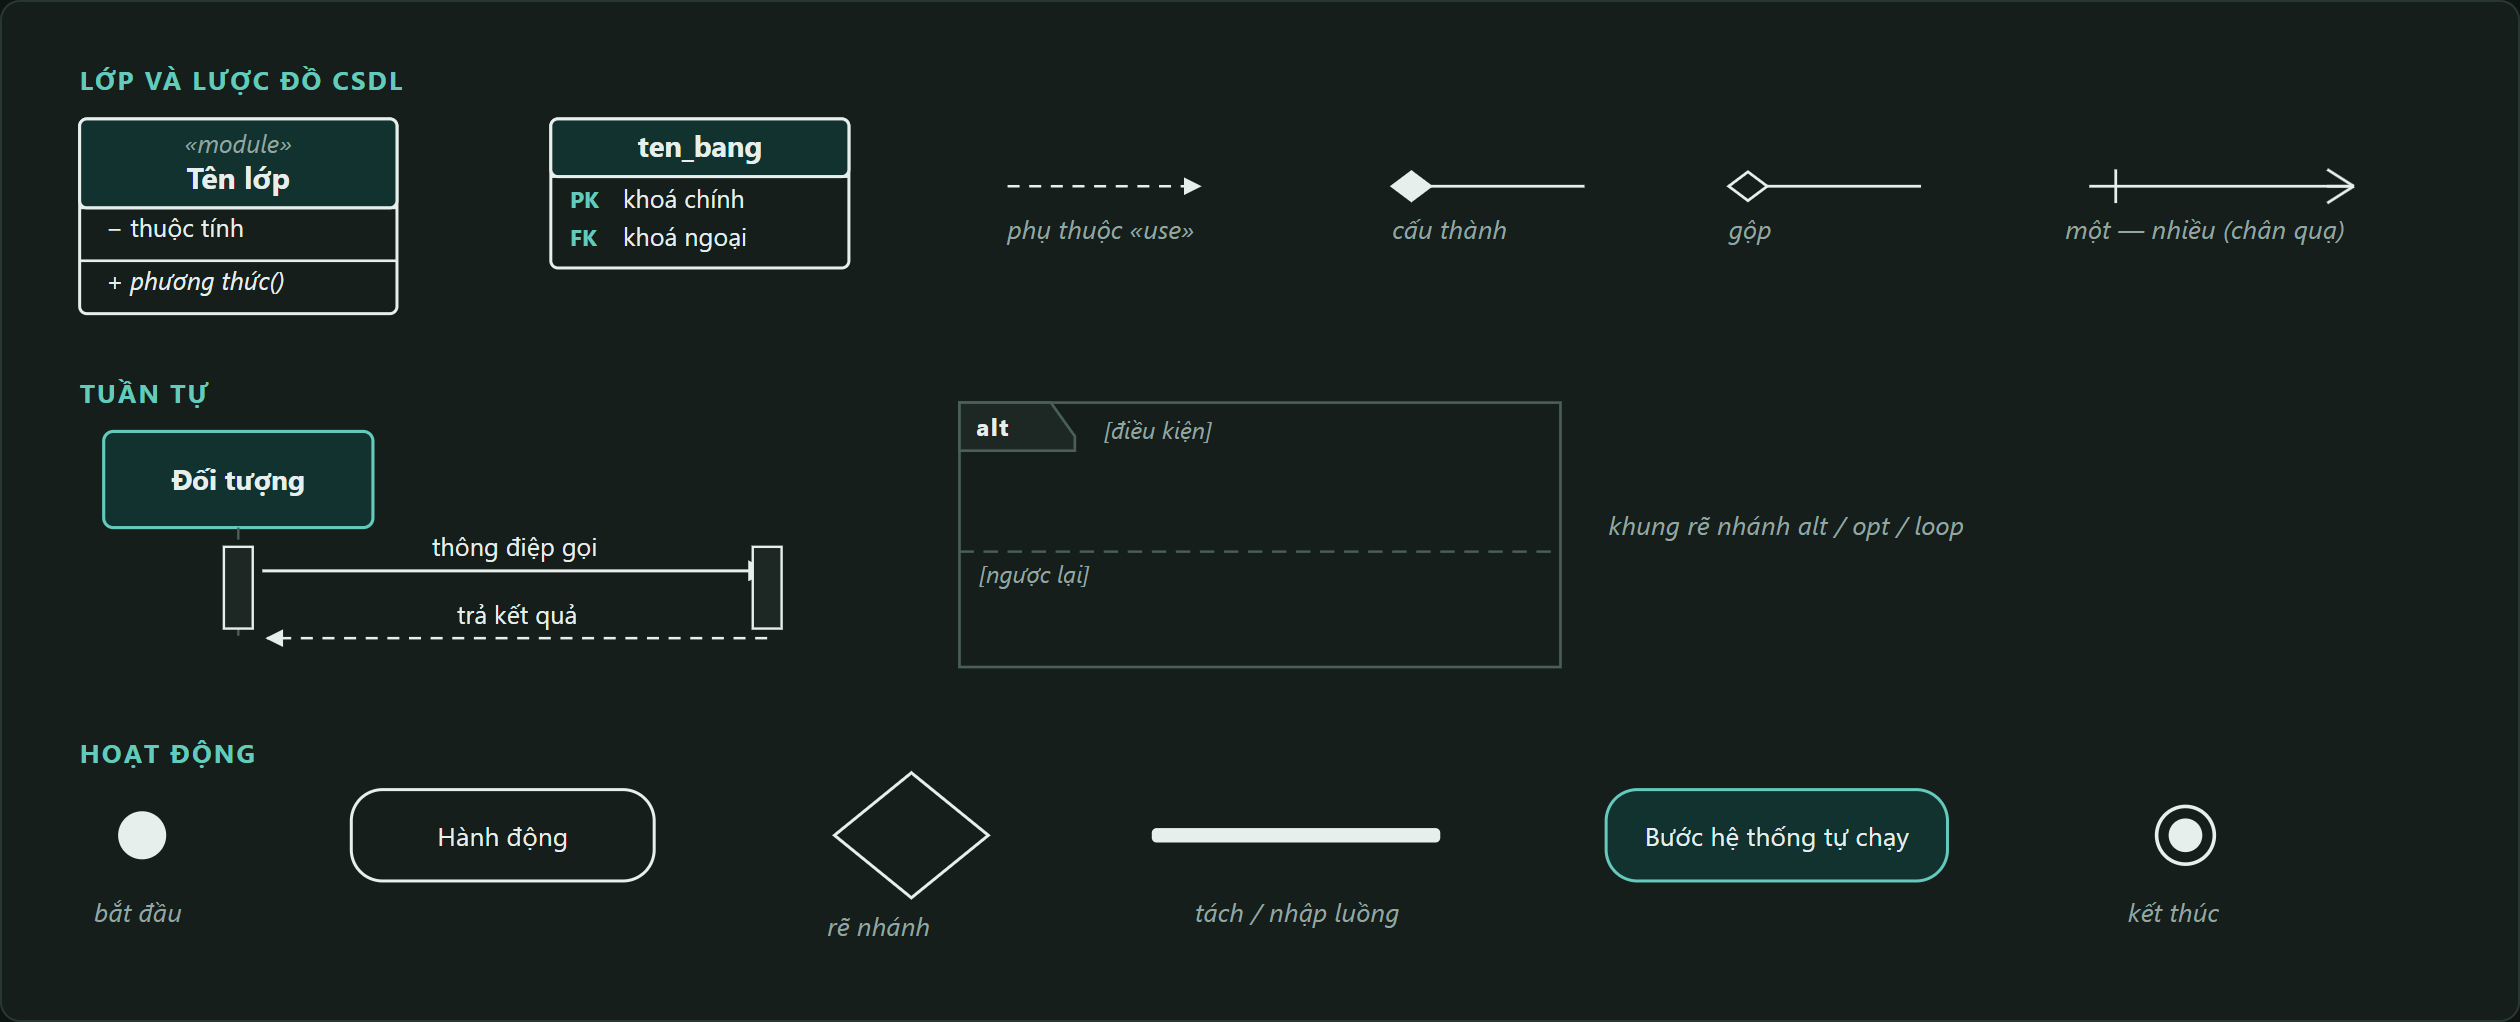 LỚP VÀ LƯỢC ĐỒ CSDL
«module»
Tên lớp
− thuộc tính
+ phương thức()
ten_bang
PK khoá chính
FK khoá ngoại
phụ thuộc «use»
cấu thành
gộp
một — nhiều (chân quạ)
TUẦN TỰ
Đối tượng
thông điệp gọi
trả kết quả
alt
[điều kiện]
[ngược lại]
khung rẽ nhánh alt / opt / loop
HOẠT ĐỘNG
bắt đầu
Hành động
rẽ nhánh
tách / nhập luồng
Bước hệ thống tự chạy
kết thúc